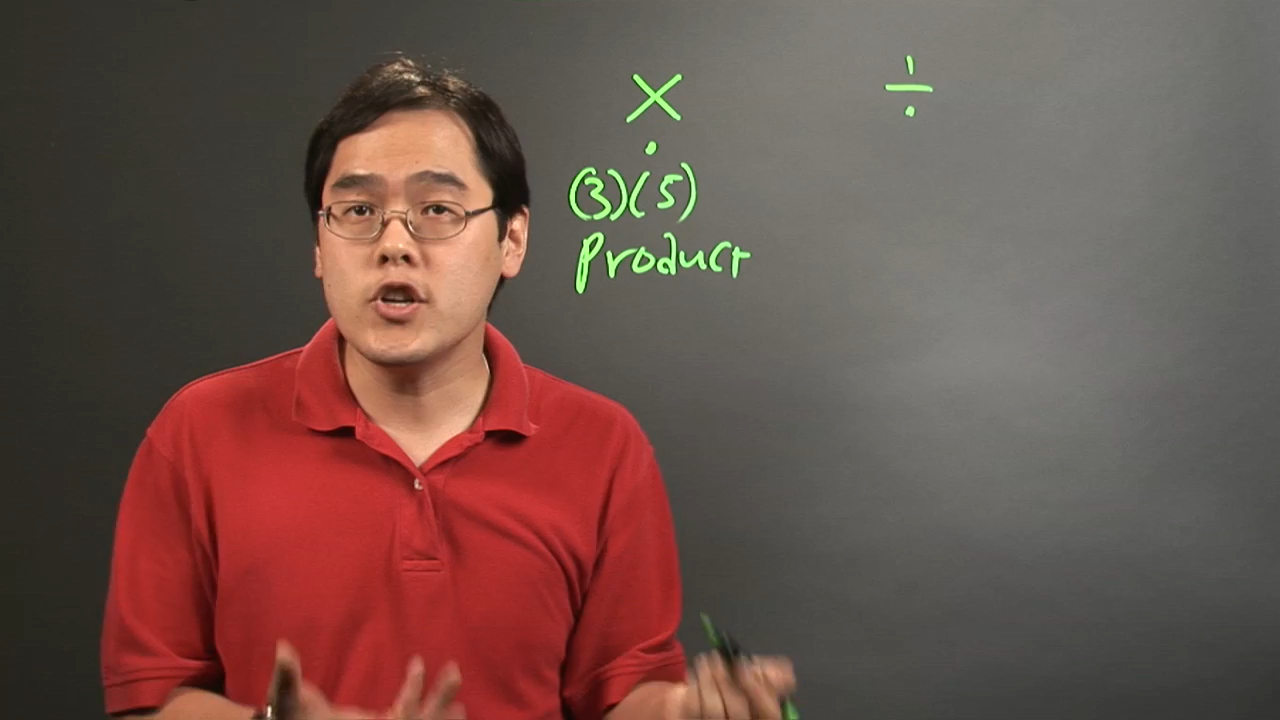 × ÷
·
(3)(5)
Product